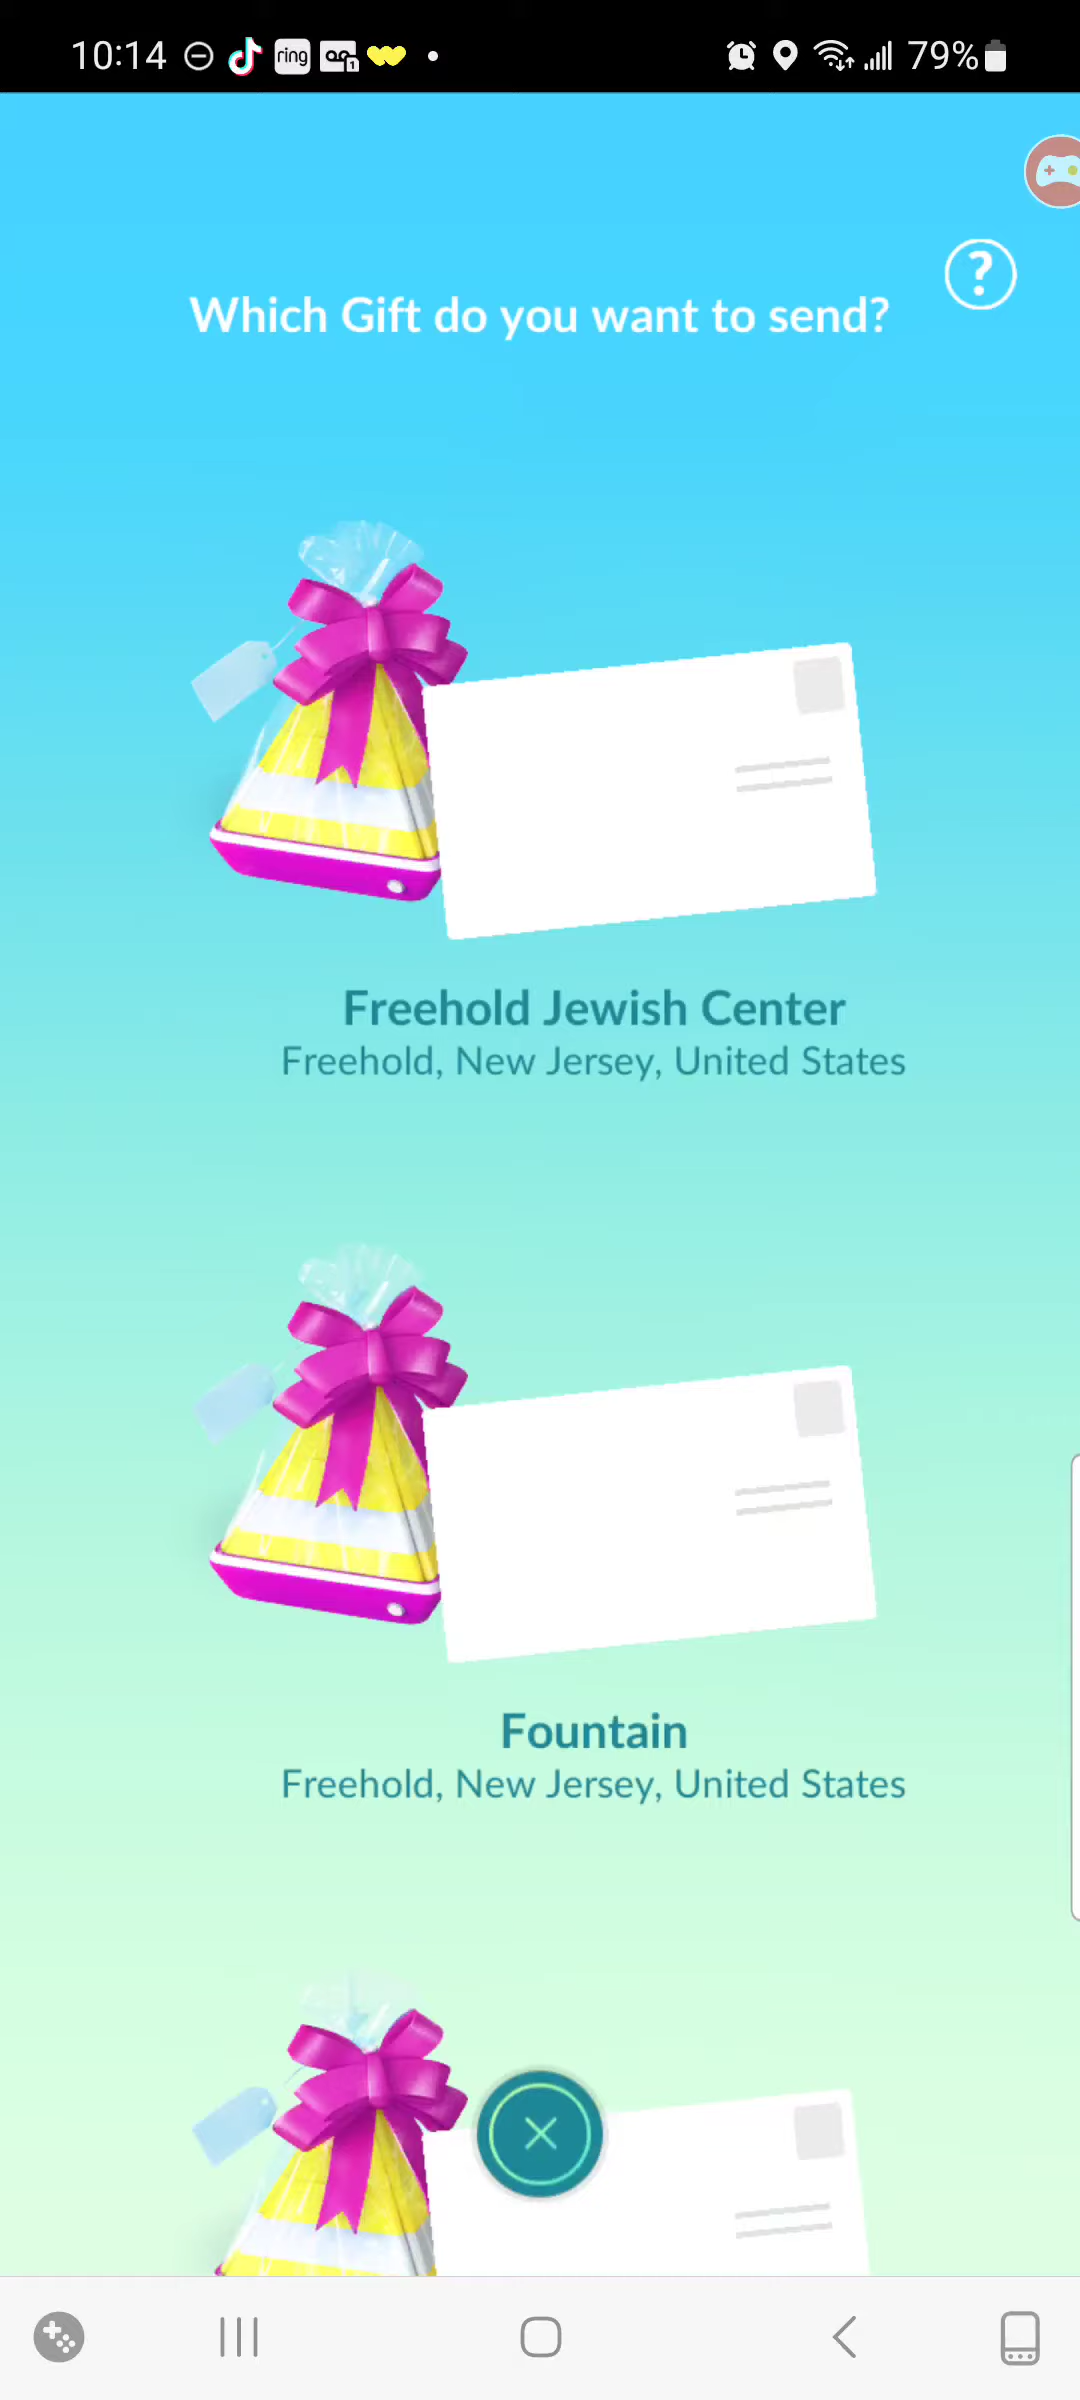 10:14
ring
79%
Which Gift do you want to send?
?
Freehold Jewish Center
Freehold, New Jersey, United States
Fountain
Freehold, New Jersey, United States